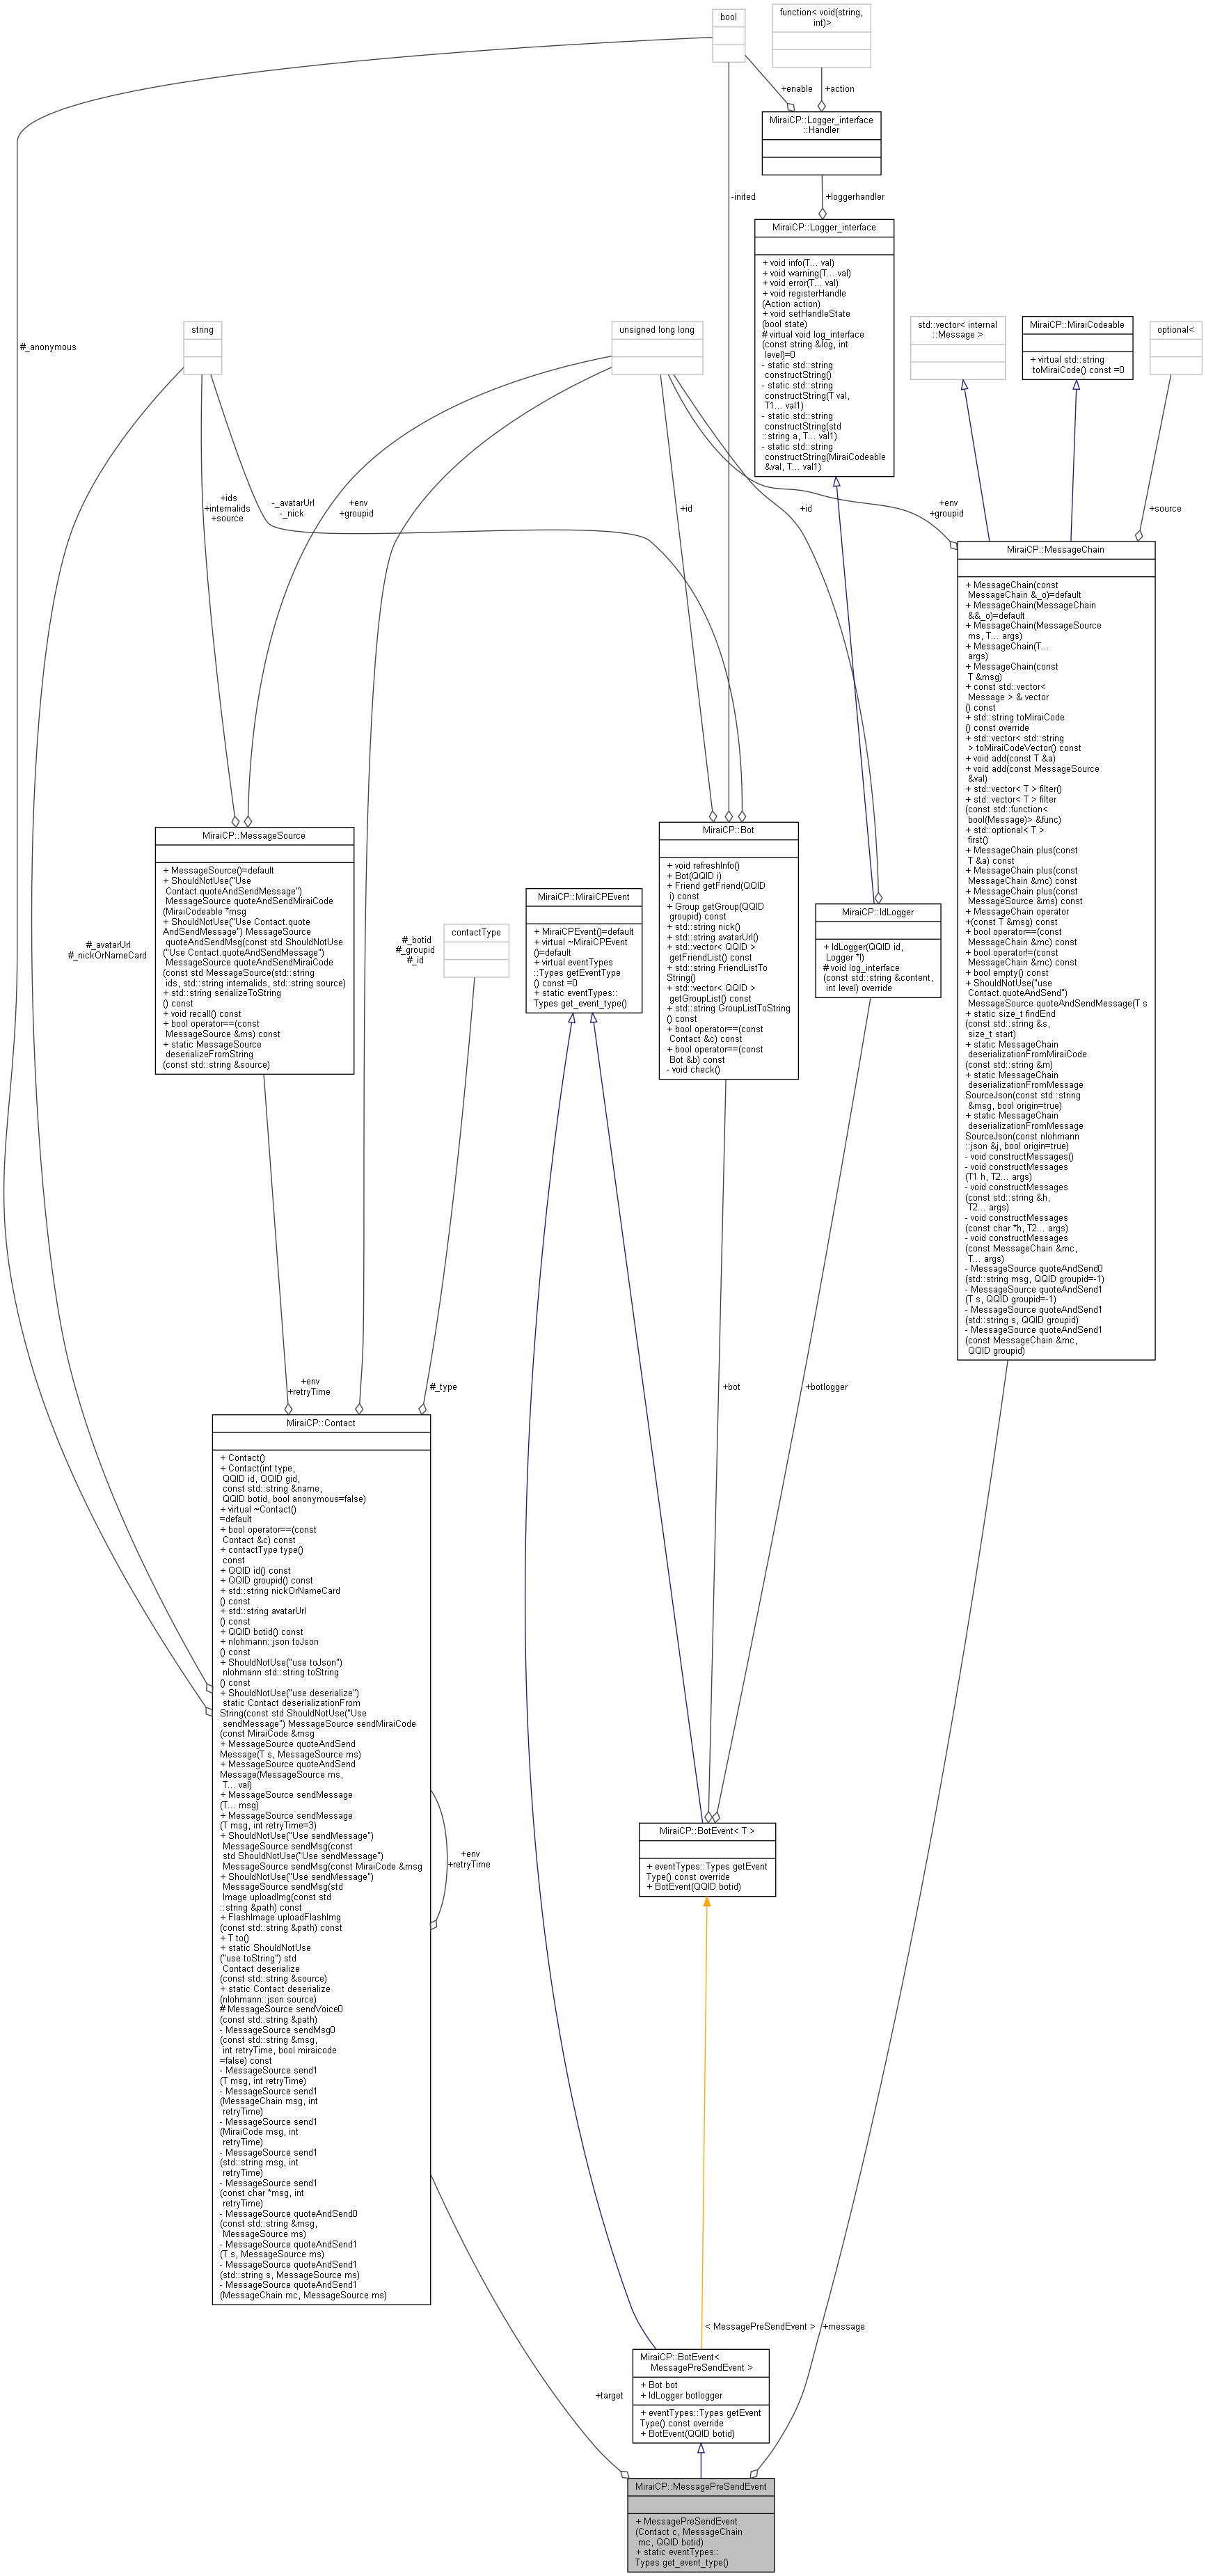 bool
function< void(string,
int)>
+enable
+action
MiraiCP::Logger_interface
::Handler
-inited
+loggerhandler
MiraiCP::Logger_interface
+ void info(T... val)
+ void warning(T... val)
+ void error(T... val)
+ void registerHandle
(Action action)
+ void setHandleState
(bool state)
# virtual void log_interface
(const string &log, int
level)=0
- static std::string
constructString()
- static std::string
constructString(T val,
T1... val1)
- static std::string
constructString(std
::string a, T... val1)
- static std::string
constructString(MiraiCodeable
&val, T... val1)
#_anonymous
string
unsigned long long
std::vector< internal
::Message >
MiraiCP::MiraiCodeable
+ virtual std::string
toMiraiCode() const =0
optional<
+ids
+internalids
+source
-_avatarUrl
-_nick
+env
+groupid
+id
+id
+env
+groupid
+source
MiraiCP::MessageChain
+ MessageChain(const
MessageChain &_o)=default
+ MessageChain(MessageChain
&&_o)=default
+ MessageChain(MessageSource
ms, T... args)
+ MessageChain(T...
args)
+ MessageChain(const
T &msg)
+ const std::vector<
Message > & vector
() const
+ std::string toMiraiCode
() const override
+ std::vector< std::string
> toMiraiCodeVector() const
+ void add(const T &a)
+ void add(const MessageSource
&val)
+ std::vector< T > filter()
+ std::vector< T > filter
(const std::function<
bool(Message)> &func)
+ std::optional< T >
first()
+ MessageChain plus(const
T &a) const
+ MessageChain plus(const
MessageChain &mc) const
+ MessageChain plus(const
MessageSource &ms) const
+ MessageChain operator
+(const T &msg) const
+ bool operator==(const
MessageChain &mc) const
+ bool operator!=(const
MessageChain &mc) const
+ bool empty() const
+ ShouldNotUse("use
Contact.quoteAndSend")
MessageSource quoteAndSendMessage(T s
+ static size_t findEnd
(const std::string &s,
size_t start)
+ static MessageChain
deserializationFromMiraiCode
(const std::string &m)
+ static MessageChain
deserializationFromMessage
SourceJson(const std::string
&msg, bool origin=true)
+ static MessageChain
deserializationFromMessage
SourceJson(const nlohmann
::json &j, bool origin=true)
- void constructMessages()
- void constructMessages
(T1 h, T2... args)
- void constructMessages
(const std::string &h,
T2... args)
- void constructMessages
(const char *h, T2... args)
- void constructMessages
(const MessageChain &mc,
T... args)
- MessageSource quoteAndSend0
(std::string msg, QQID groupid=-1)
- MessageSource quoteAndSend1
(T s, QQID groupid=-1)
- MessageSource quoteAndSend1
(std::string s, QQID groupid)
- MessageSource quoteAndSend1
(const MessageChain &mc,
QQID groupid)
MiraiCP::MessageSource
+ MessageSource()=default
+ ShouldNotUse("Use
Contact.quoteAndSendMessage")
MessageSource quoteAndSendMiraiCode
(MiraiCodeable *msg
+ ShouldNotUse("Use Contact.quote
AndSendMessage") MessageSource
quoteAndSendMsg(const std ShouldNotUse
("Use Contact.quoteAndSendMessage")
MessageSource quoteAndSendMiraiCode
(const std MessageSource(std::string
ids, std::string internalids, std::string source)
+ std::string serializeToString
() const
+ void recall() const
+ bool operator==(const
MessageSource &ms) const
+ static MessageSource
deserializeFromString
(const std::string &source)
MiraiCP::Bot
+ void refreshInfo()
+ Bot(QQID i)
+ Friend getFriend(QQID
i) const
+ Group getGroup(QQID
groupid) const
+ std::string nick()
+ std::string avatarUrl()
+ std::vector< QQID >
getFriendList() const
+ std::string FriendListTo
String()
+ std::vector< QQID >
getGroupList() const
+ std::string GroupListToString
() const
+ bool operator==(const
Contact &c) const
+ bool operator==(const
Bot &b) const
- void check()
MiraiCP::MiraiCPEvent
+ MiraiCPEvent()=default
+ virtual ~MiraiCPEvent
()=default
+ virtual eventTypes
::Types getEventType
() const =0
+ static eventTypes::
Types get_event_type()
MiraiCP::IdLogger
+ IdLogger(QQID id,
Logger *l)
# void log_interface
(const std::string &content,
int level) override
contactType
#_avatarUrl
#_nickOrNameCard
#_botid
#_groupid
#_id
+env
+retryTime
#_type
+bot
+botlogger
MiraiCP::Contact
+ Contact()
+ Contact(int type,
QQID id, QQID gid,
const std::string &name,
QQID botid, bool anonymous=false)
+ virtual ~Contact()
=default
+ bool operator==(const
Contact &c) const
+ contactType type()
const
+ QQID id() const
+ QQID groupid() const
+ std::string nickOrNameCard
() const
+ std::string avatarUrl
() const
+ QQID botid() const
+ nlohmann::json toJson
() const
+ ShouldNotUse("use toJson")
nlohmann std::string toString
() const
+ ShouldNotUse("use deserialize")
static Contact deserializationFrom
String(const std ShouldNotUse("Use
sendMessage") MessageSource sendMiraiCode
(const MiraiCode &msg
+ MessageSource quoteAndSend
Message(T s, MessageSource ms)
+ MessageSource quoteAndSend
Message(MessageSource ms,
T... val)
+ MessageSource sendMessage
(T... msg)
+ MessageSource sendMessage
(T msg, int retryTime=3)
+ ShouldNotUse("Use sendMessage")
MessageSource sendMsg(const
std ShouldNotUse("Use sendMessage")
MessageSource sendMsg(const MiraiCode &msg
+ ShouldNotUse("Use sendMessage")
MessageSource sendMsg(std
Image uploadImg(const std
::string &path) const
+ FlashImage uploadFlashImg
(const std::string &path) const
+ T to()
+ static ShouldNotUse
("use toString") std
Contact deserialize
(const std::string &source)
+ static Contact deserialize
(nlohmann::json source)
# MessageSource sendVoice0
(const std::string &path)
- MessageSource sendMsg0
(const std::string &msg,
int retryTime, bool miraicode
=false) const
- MessageSource send1
(T msg, int retryTime)
- MessageSource send1
(MessageChain msg, int
retryTime)
- MessageSource send1
(MiraiCode msg, int
retryTime)
- MessageSource send1
(std::string msg, int
retryTime)
- MessageSource send1
(const char *msg, int
retryTime)
- MessageSource quoteAndSend0
(const std::string &msg,
MessageSource ms)
- MessageSource quoteAndSend1
(T s, MessageSource ms)
- MessageSource quoteAndSend1
(std::string s, MessageSource ms)
- MessageSource quoteAndSend1
(MessageChain mc, MessageSource ms)
+env
+retryTime
MiraiCP::BotEvent< T >
+ eventTypes::Types getEvent
Type() const override
+ BotEvent(QQID botid)
< MessagePreSendEvent >
+message
MiraiCP::BotEvent<
MessagePreSendEvent >
+ Bot bot
+ IdLogger botlogger
+ eventTypes::Types getEvent
Type() const override
+ BotEvent(QQID botid)
+target
MiraiCP::MessagePreSendEvent
+ MessagePreSendEvent
(Contact c, MessageChain
mc, QQID botid)
+ static eventTypes::
Types get_event_type()